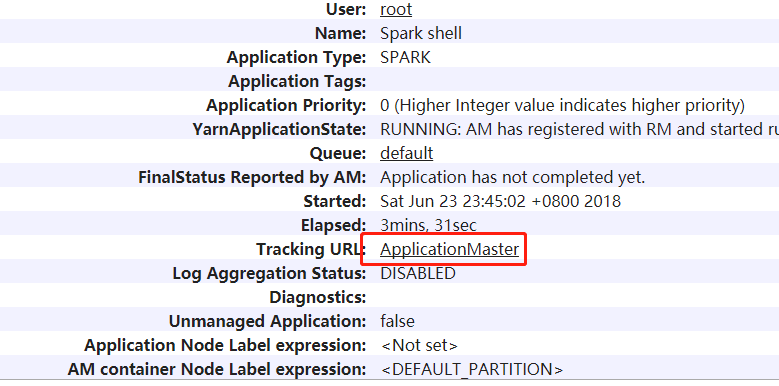 User: root
Name: Spark shell
Application Type: SPARK
Application Tags:
Application Priority: 0 (Higher Integer value indicates higher priority)
YarnApplicationState: RUNNING: AM has registered with RM and started ru
Queue: default
FinalStatus Reported by AM: Application has not completed yet.
Started: Sat Jun 23 23:45:02 +0800 2018
Elapsed: 3mins, 31sec
Tracking URL: ApplicationMaster
Log Aggregation Status: DISABLED
Diagnostics:
Unmanaged Application: false
Application Node Label expression: <Not set>
AM container Node Label expression: <DEFAULT_PARTITION>